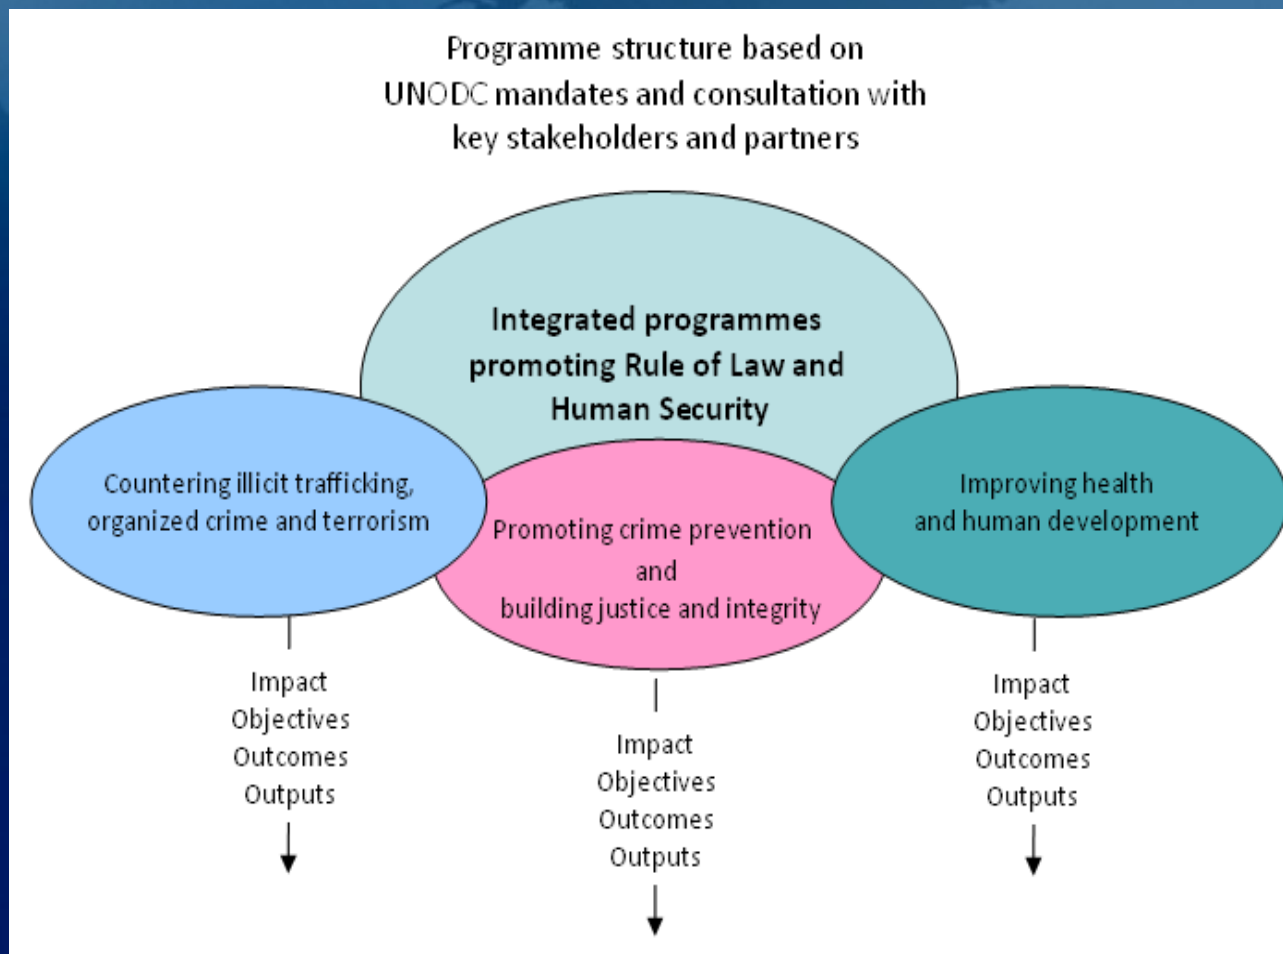 Programme structure based on
UNODC mandates and consultation with
key stakeholders and partners
Integrated programmes
promoting Rule of Law and
Human Security
Countering illicit trafficking,
organized crime and terrorism
Promoting crime prevention
and
building justice and integrity
Improving health
and human development
Impact
Objectives
Outcomes
Outputs
Impact
Objectives
Outcomes
Outputs
Impact
Objectives
Outcomes
Outputs